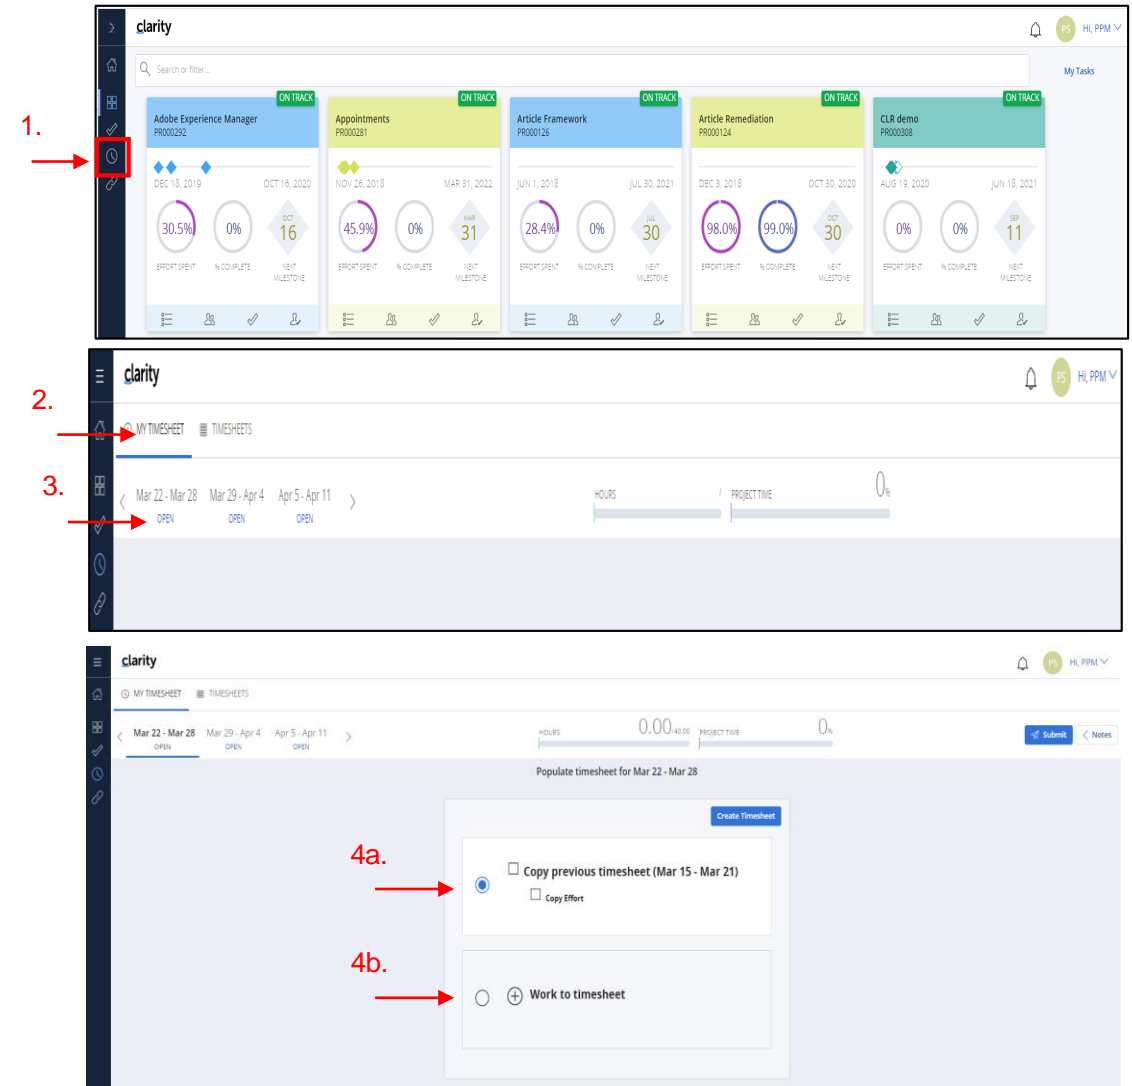 clarity
Hi, PPM
PS
Search or filter...
My Tasks
1.
ON TRACK ON TRACK ON TRACK ON TRACK ON TRACK
Adobe Experience Manager Appointments Article Framework Article Remediation CLR demo
PR000292 PR000281 PR000126 PR000124 PR000308
DEC 18, 2019 OCT 16, 2020 NOV 26, 2018 MAR 31, 2022 JUN 1, 2018 JUL 30, 2021 DEC 3, 2018 OCT 30, 2020 AUG 19, 2020 JUN 18, 2021
OCT MAR JUL OCT SEP
30.5% 0% 16 45.9% 0% 31 28.4% 0% 30 98.0% 99.0% 30 0% 0% 11
EFFORT SPENT % COMPLETE NEXT EFFORT SPENT % COMPLETE NEXT EFFORT SPENT % COMPLETE NEXT EFFORT SPENT % COMPLETE NEXT EFFORT SPENT % COMPLETE NEXT
MILESTONE MILESTONE MILESTONE MILESTONE MILESTONE
clarity PS Hi, PPM
2.
MY TIMESHEET TIMESHEETS
3.
Mar 22 - Mar 28 Mar 29 - Apr 4 Apr 5 - Apr 11 HOURS / PROJECT TIME 0%
OPEN OPEN OPEN
clarity PS Hi, PPM
MY TIMESHEET TIMESHEETS
Mar 22 - Mar 28 Mar 29 - Apr 4 Apr 5 - Apr 11 HOURS 0.00/40.00 PROJECT TIME 0% Submit Notes
OPEN OPEN OPEN
Populate timesheet for Mar 22 - Mar 28
Create Timesheet
4a.
Copy previous timesheet (Mar 15 - Mar 21)
Copy Effort
4b.
Work to timesheet